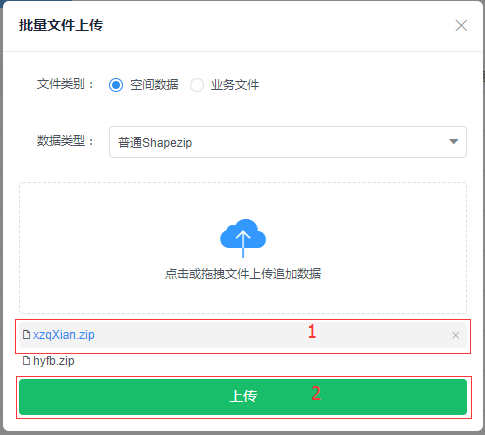 批量文件上传
文件类别： 空间数据 业务文件
数据类型： 普通Shapezip
点击或拖拽文件上传追加数据
xzqXian.zip 1
hyfb.zip
上传 2